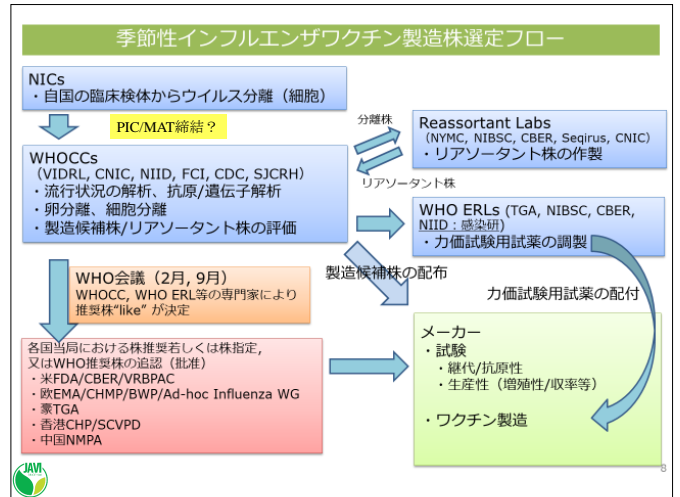 季節性インフルエンザワクチン製造株選定フロー
NICs
・自国の臨床検体からウイルス分離（細胞）
PIC/MAT締結？
WHOCCs
(VIDRL, CNIC, NIID, FCI, CDC, SJCRH)
・流行状況の解析、抗原/遺伝子解析
・卵分離、細胞分離
・製造候補株/リアソータント株の評価
分離株
リアソータント株
Reassortant Labs
(NYMC, NIBSC, CBER, Seqirus, CNIC)
・リアソータント株の作製
WHO ERLs (TGA, NIBSC, CBER,
NIID：感染研)
・力価試験用試薬の調製
WHO会議（2月, 9月）
WHOCC, WHO ERL等の専門家により
推奨株“like” が決定
製造候補株の配布
力価試験用試薬の配付
各国当局における株推奨若しくは株指定,
又はWHO推奨株の追認（批准）
・米FDA/CBER/VRBPAC
・欧EMA/CHMP/BWP/Ad-hoc Influenza WG
・豪TGA
・香港CHP/SCVPD
・中国NMPA
メーカー
・試験
・継代/抗原性
・生産性（増殖性/収率等）
・ワクチン製造
JAVI
8